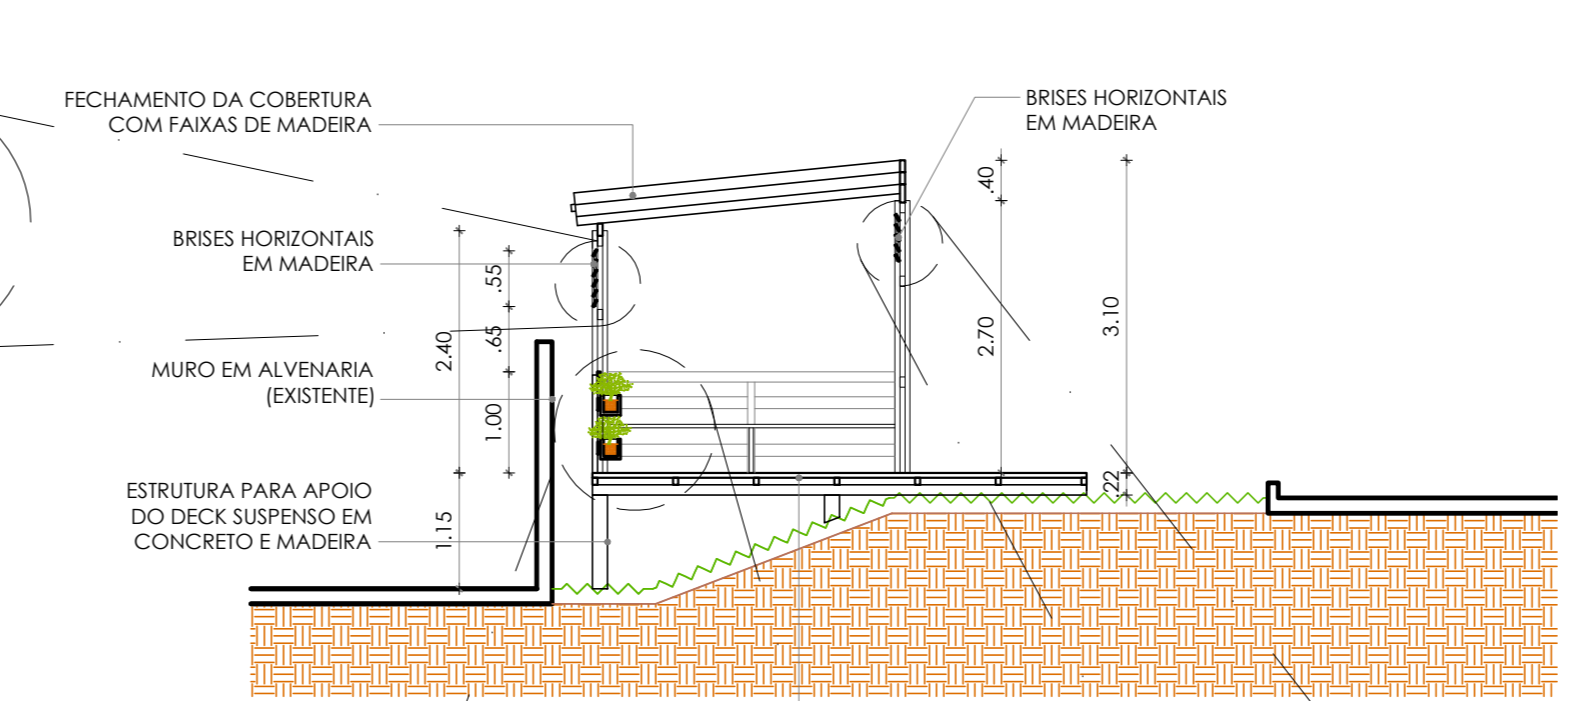 FECHAMENTO DA COBERTURA
COM FAIXAS DE MADEIRA
BRISES HORIZONTAIS
EM MADEIRA
BRISES HORIZONTAIS
EM MADEIRA
MURO EM ALVENARIA
(EXISTENTE)
ESTRUTURA PARA APOIO
DO DECK SUSPENSO EM
CONCRETO E MADEIRA
2.40
1.15
.55
.65
1.00
.40
2.70
3.10
.22